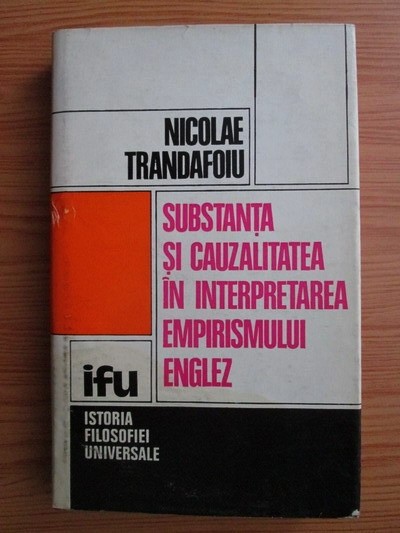 NICOLAE
TRANDAFOIU
SUBSTANȚA
ȘI CAUZALITATEA
ÎN INTERPRETAREA
EMPIRISMULUI
ENGLEZ
ifu
ISTORIA
FILOSOFIEI
UNIVERSALE